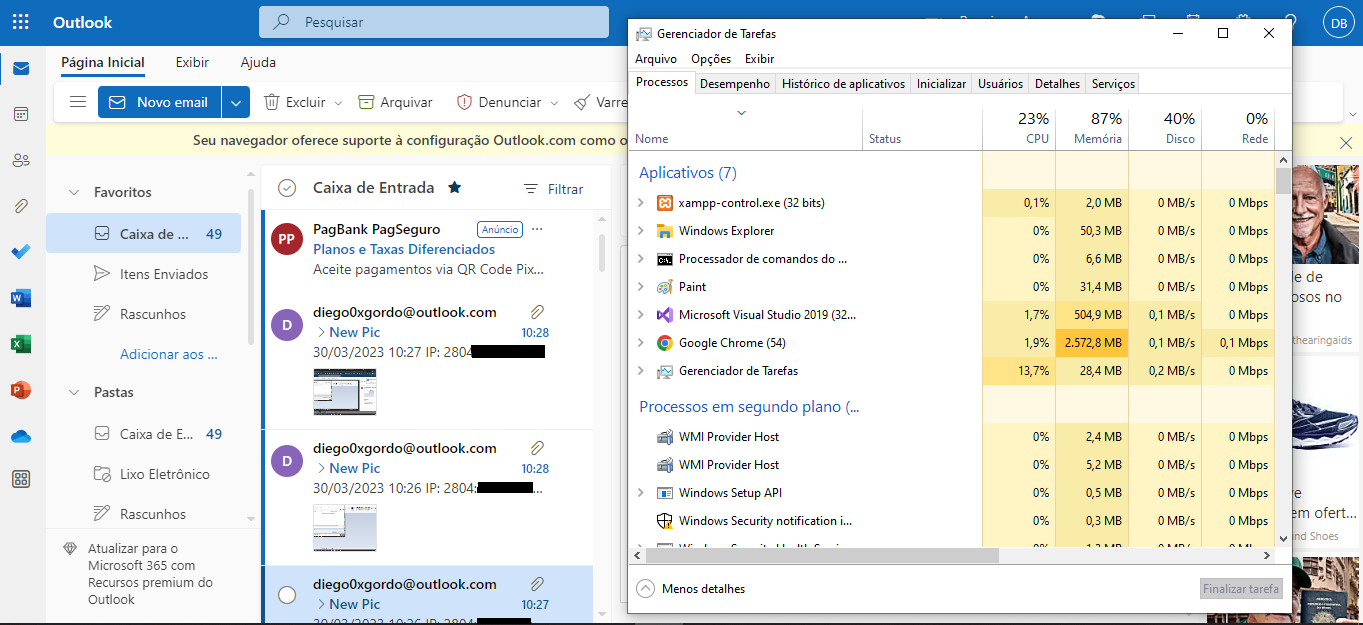 Outlook
Pesquisar
DB
Página Inicial
Exibir
Ajuda
Novo email
Excluir
Arquivar
Denunciar
Varre
Seu navegador oferece suporte à configuração Outlook.com como o
Favoritos
Caixa de ... 49
Itens Enviados
Rascunhos
Adicionar ao ...
Pastas
Caixa de E... 49
Lixo Eletrônico
Rascunhos
Atualizar para o
Microsoft 365 com
Recursos premium do
Outlook
Caixa de Entrada
Filtrar
PP
PagBank PagSeguro
Anúncio
Planos e Taxas Diferenciados
Aceite pagamentos via QR Code Pix...
D
diego0xgordo@outlook.com
New Pic 10:28
30/03/2023 10:27 IP: 2804
D
diego0xgordo@outlook.com
New Pic 10:28
30/03/2023 10:26 IP: 2804: ...
diego0xgordo@outlook.com
New Pic 10:27
30/03/2023 10:26 IP: 2804:
Gerenciador de Tarefas
Arquivo Opções Exibir
Processos Desempenho Histórico de aplicativos Inicializar Usuários Detalhes Serviços
23% 87% 40% 0%
Nome Status CPU Memória Disco Rede
Aplicativos (7)
xampp-control.exe (32 bits) 0,1% 2,0 MB 0 MB/s 0 Mbps
Windows Explorer 0% 50,3 MB 0 MB/s 0 Mbps
Processador de comandos do ... 0% 6,6 MB 0 MB/s 0 Mbps
Paint 0% 31,4 MB 0 MB/s 0 Mbps
Microsoft Visual Studio 2019 (32... 1,7% 504,9 MB 0,1 MB/s 0 Mbps
Google Chrome (54) 1,9% 2.572,8 MB 0,1 MB/s 0,1 Mbps
Gerenciador de Tarefas 13,7% 28,4 MB 0,2 MB/s 0 Mbps
Processos em segundo plano (...
WMI Provider Host 0% 2,4 MB 0 MB/s 0 Mbps
WMI Provider Host 0% 5,2 MB 0 MB/s 0 Mbps
Windows Setup API 0% 0,5 MB 0 MB/s 0 Mbps
Windows Security notification i... 0% 0,3 MB 0 MB/s 0 Mbps
Menos detalhes
Finalizar tarefa
e de
osos no
thearingaids
re
em ofert...
nd Shoes